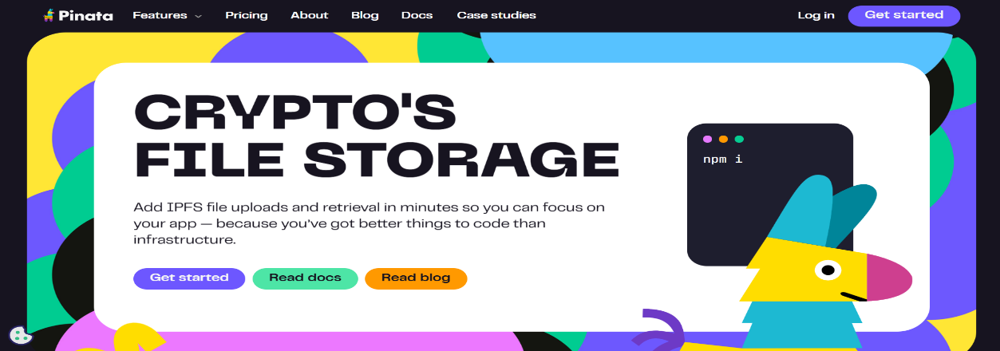 Pinata Features Pricing About Blog Docs Case studies Log in Get started
CRYPTO'S
FILE STORAGE
npm i
Add IPFS file uploads and retrieval in minutes so you can focus on
your app — because you've got better things to code than
infrastructure.
Get started Read docs Read blog